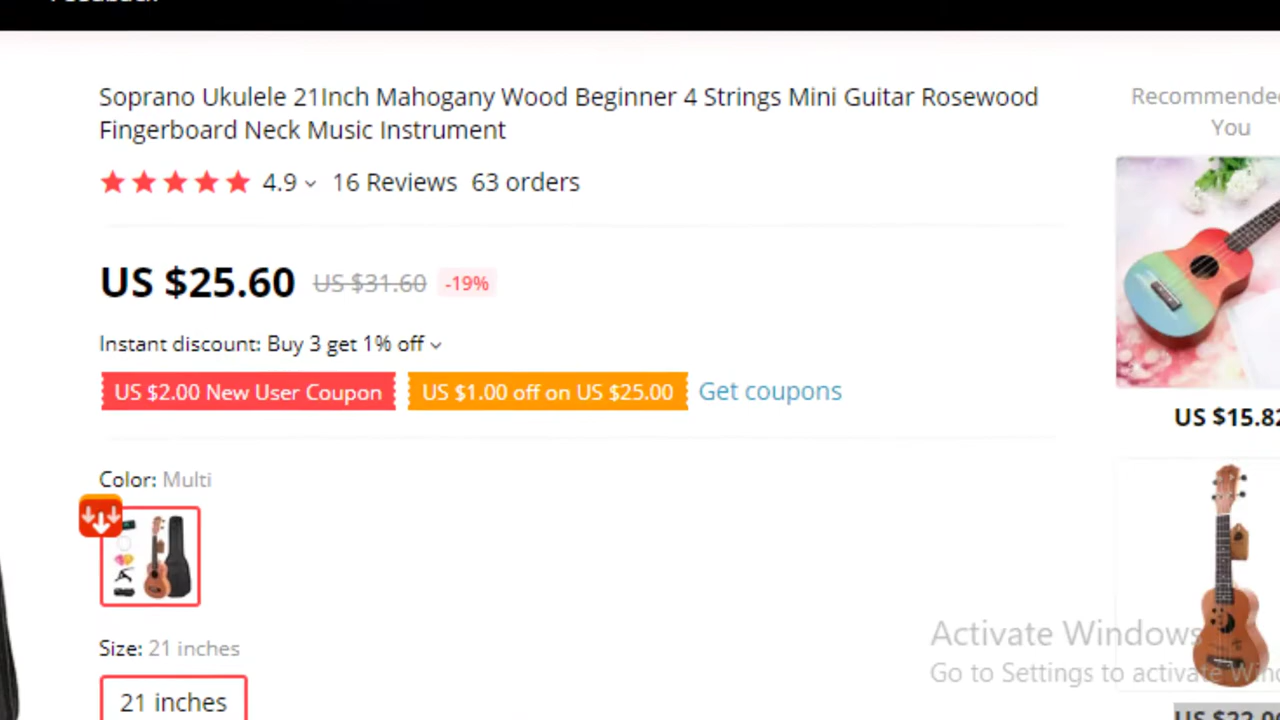 Soprano Ukulele 21Inch Mahogany Wood Beginner 4 Strings Mini Guitar Rosewood
Fingerboard Neck Music Instrument
4.9 16 Reviews 63 orders
US $25.60 US $31.60 -19%
Instant discount: Buy 3 get 1% off
US $2.00 New User Coupon US $1.00 off on US $25.00 Get coupons
Color: Multi
Size: 21 inches
21 inches
You
US $15.82
Activate Windows
Go to Settings to activate